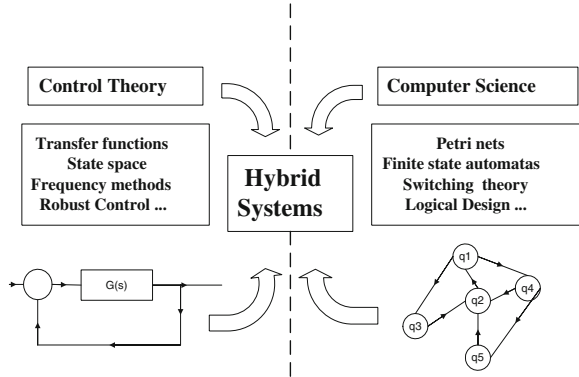 Control Theory
Computer Science
Transfer functions
State space
Frequency methods
Robust Control ...
Hybrid
Systems
Petri nets
Finite state automatas
Switching theory
Logical Design ...
G(s)
q1
q2
q4
q3
q5